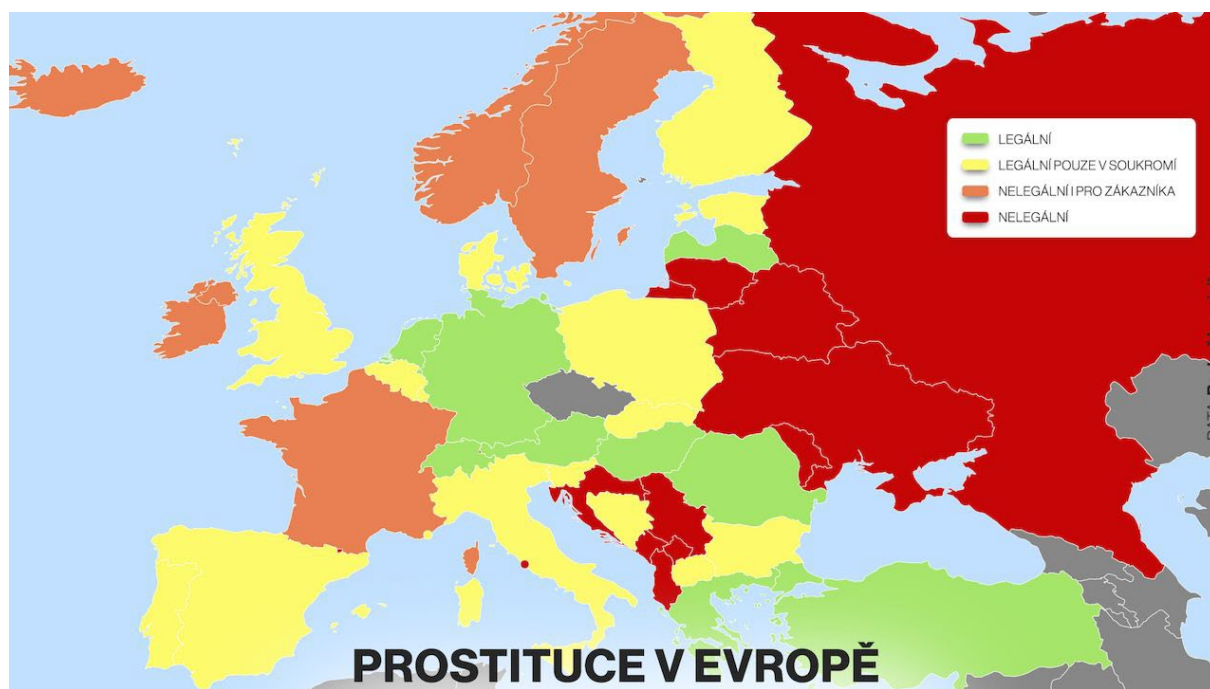 LEGÁLNÍ
LEGÁLNÍ POUZE V SOUKROMÍ
NELEGÁLNÍ I PRO ZÁKAZNÍKA
NELEGÁLNÍ
PROSTITUCE V EVROPĚ